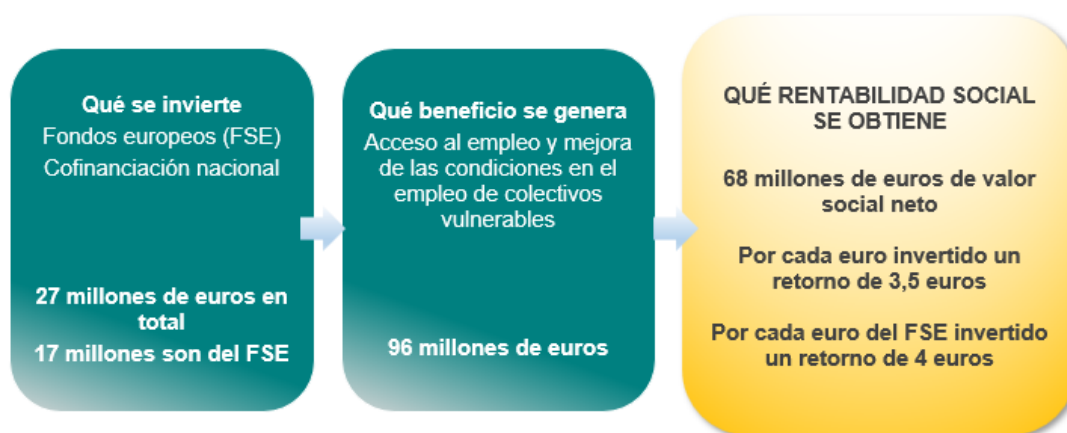 Qué se invierte
Fondos europeos (FSE)
Cofinanciación nacional
27 millones de euros en
total
17 millones son del FSE
Qué beneficio se genera
Acceso al empleo y mejora
de las condiciones en el
empleo de colectivos
vulnerables
96 millones de euros
QUÉ RENTABILIDAD SOCIAL
SE OBTIENE
68 millones de euros de valor
social neto
Por cada euro invertido un
retorno de 3,5 euros
Por cada euro del FSE invertido
un retorno de 4 euros